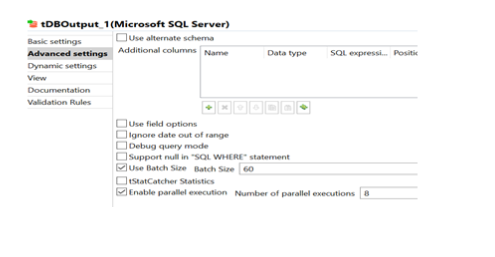 tDBOutput_1(Microsoft SQL Server)
Basic settings
Advanced settings
Dynamic settings
View
Documentation
Validation Rules
Use alternate schema
Additional columns Name Data type SQL expressi... Positio
Use field options
Ignore date out of range
Debug query mode
Support null in "SQL WHERE" statement
Use Batch Size Batch Size 60
tStatCatcher Statistics
Enable parallel execution Number of parallel executions 8